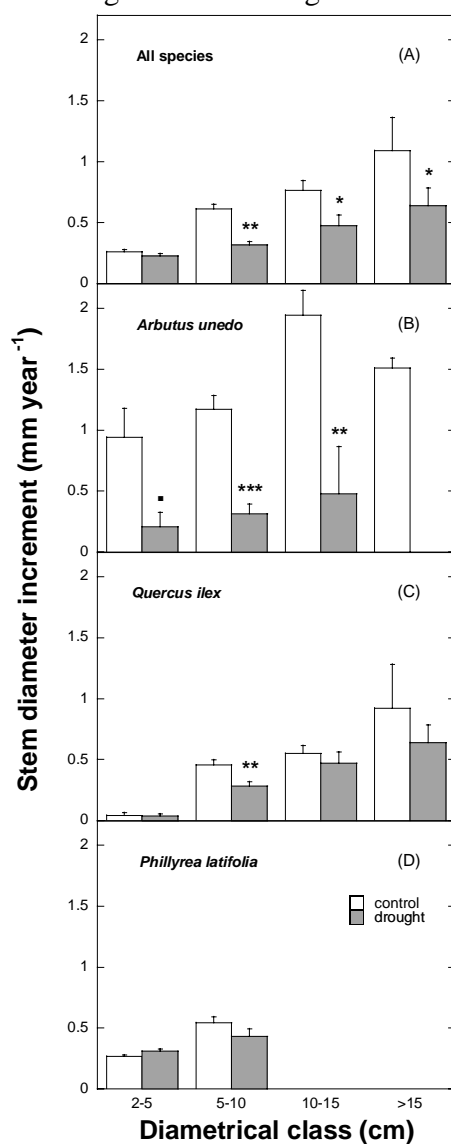 Stem diameter increment (mm year -1)
2
All species
(A)
1.5
1
*
*
**
0.5
0
2
Arbutus unedo
(B)
1.5
**
1
***
0.5
▪
0
2
Quercus ilex
(C)
1.5
1
**
0.5
0
2
Phillyrea latifolia
(D)
1.5
control
drought
1
0.5
0
2-5 5-10 10-15 >15
Diametrical class (cm)